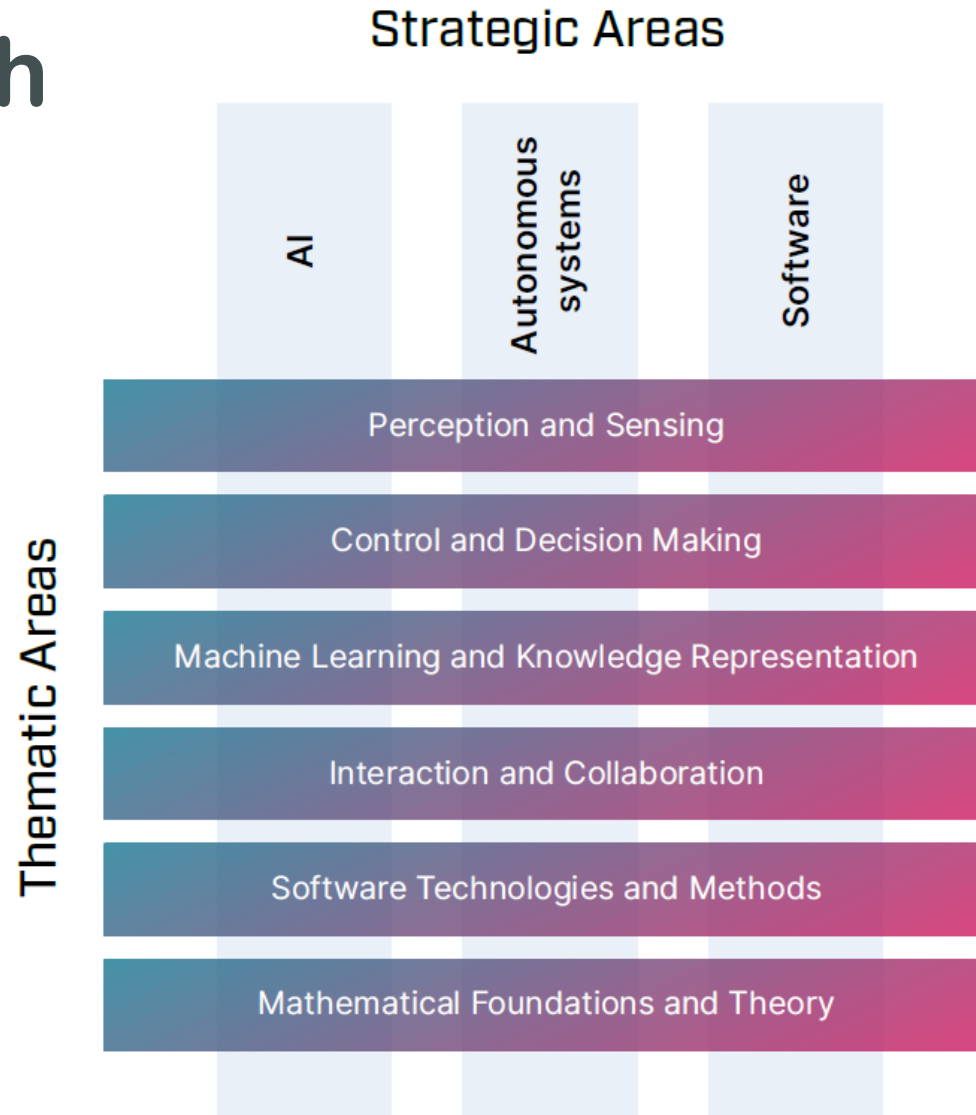 h
Strategic Areas
AI
Autonomous
systems
Software
Thematic Areas
Perception and Sensing
Control and Decision Making
Machine Learning and Knowledge Representation
Interaction and Collaboration
Software Technologies and Methods
Mathematical Foundations and Theory